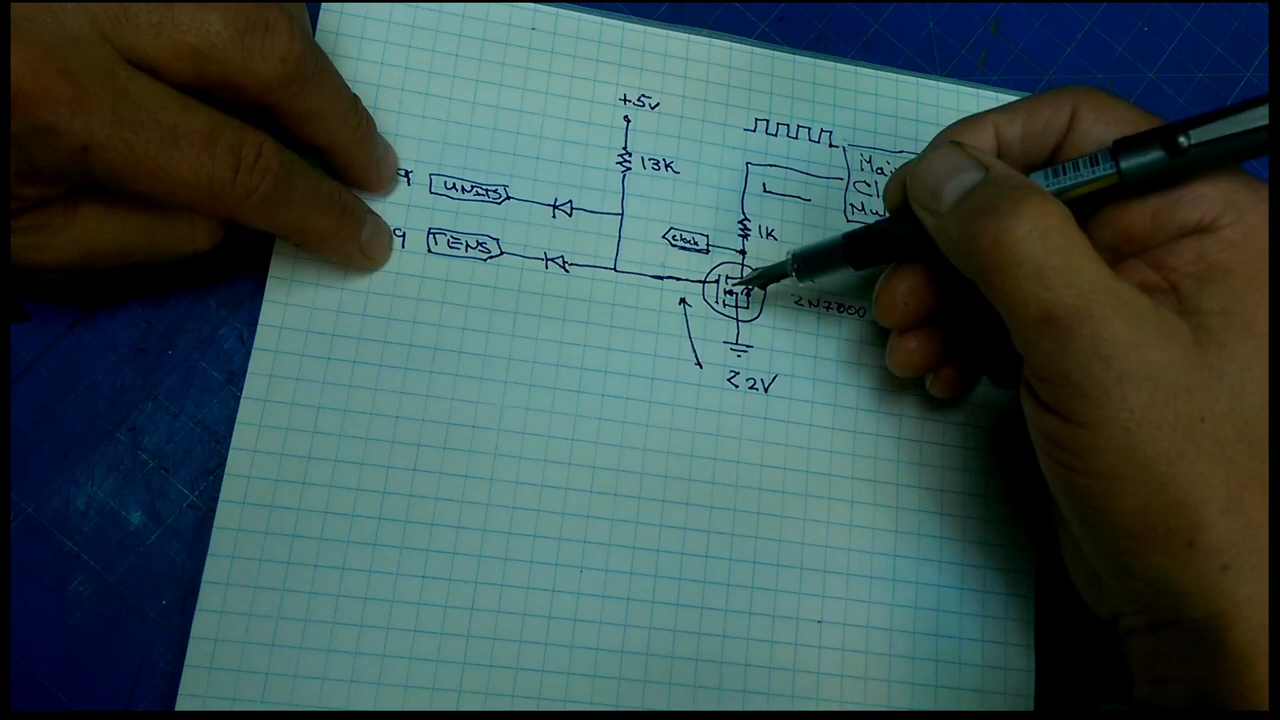 +5v
13K
9 UNITS
9 TENS
Clock
1K
2N7000
≥2V